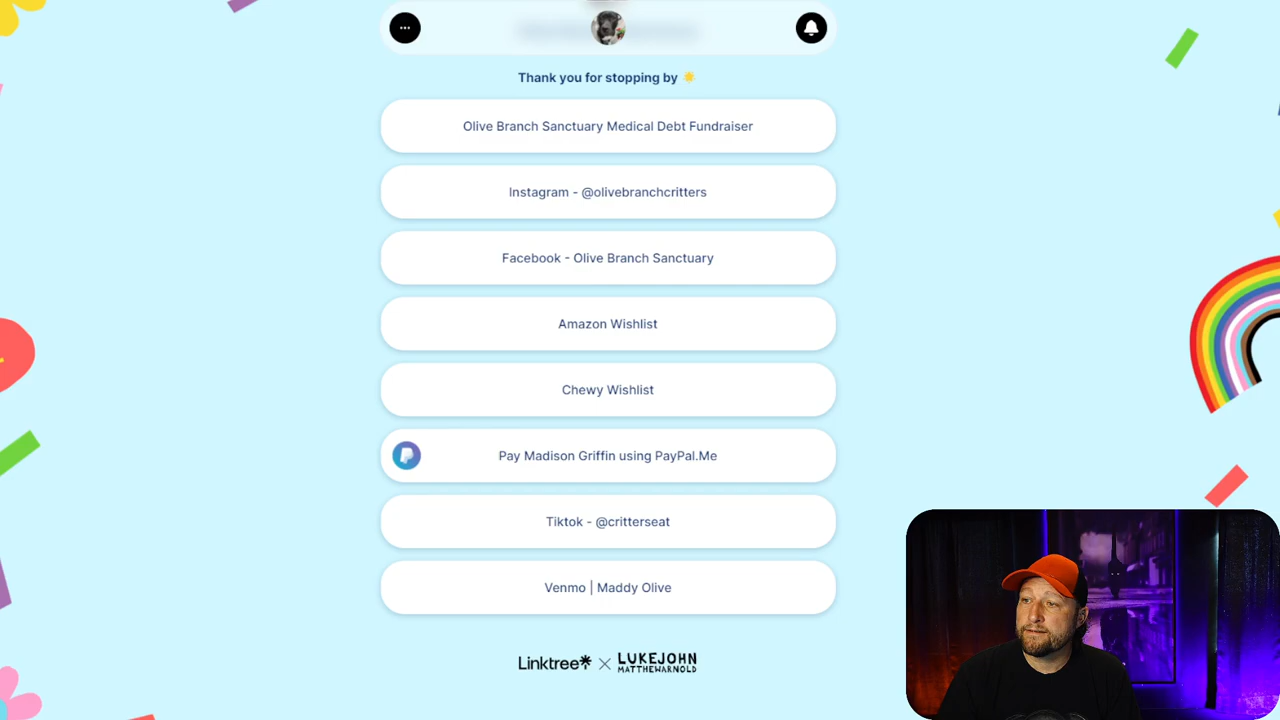 Thank you for stopping by
Olive Branch Sanctuary Medical Debt Fundraiser
Instagram - @olivebranchcritters
Facebook - Olive Branch Sanctuary
Amazon Wishlist
Chewy Wishlist
Pay Madison Griffin using PayPal.Me
Tiktok - @critterseat
Venmo | Maddy Olive
Linktree
LUKEJOHN
MATTHEWARNOLD